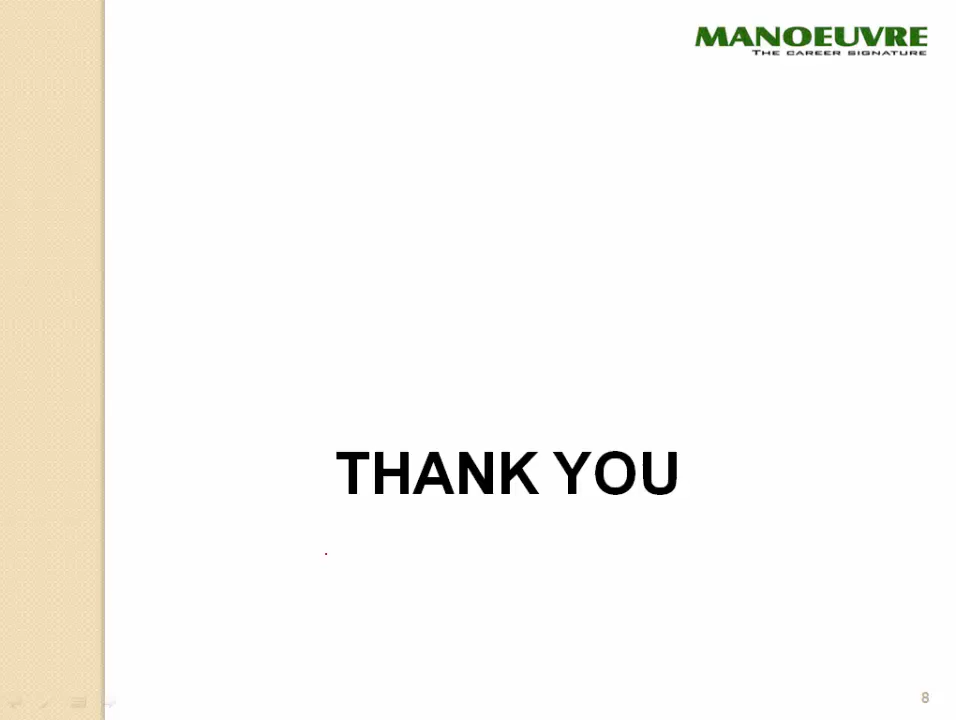 MANOEUVRE
THE CAREER SIGNATURE
THANK YOU
.
8